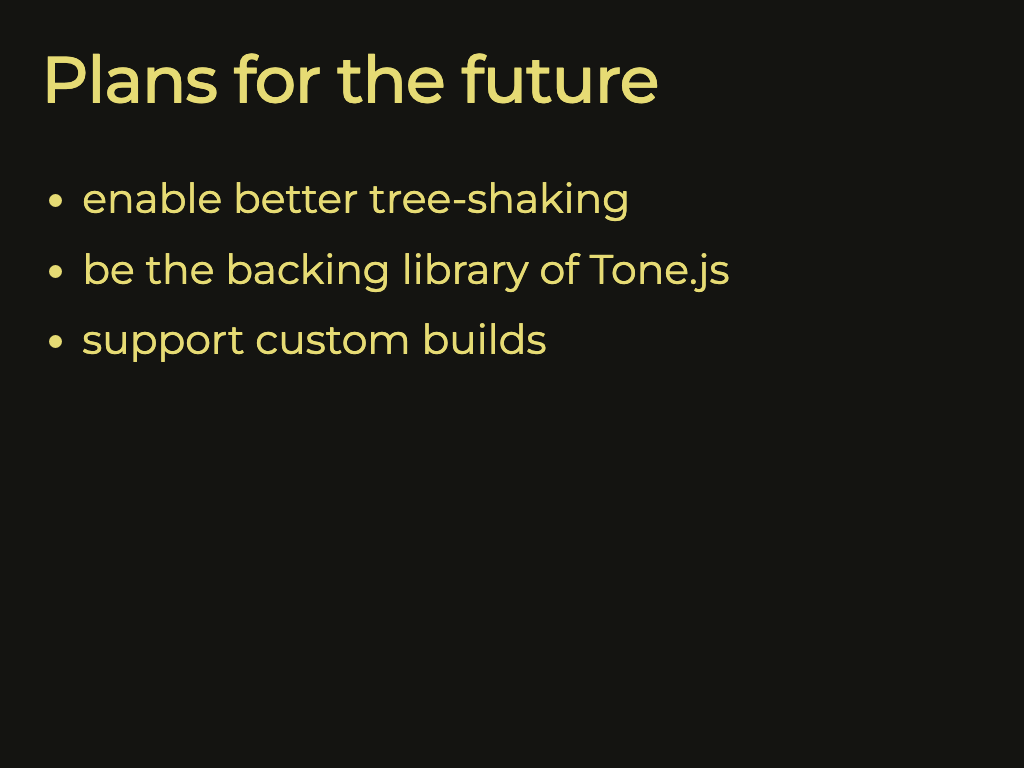 Plans for the future
• enable better tree-shaking
• be the backing library of Tone.js
• support custom builds